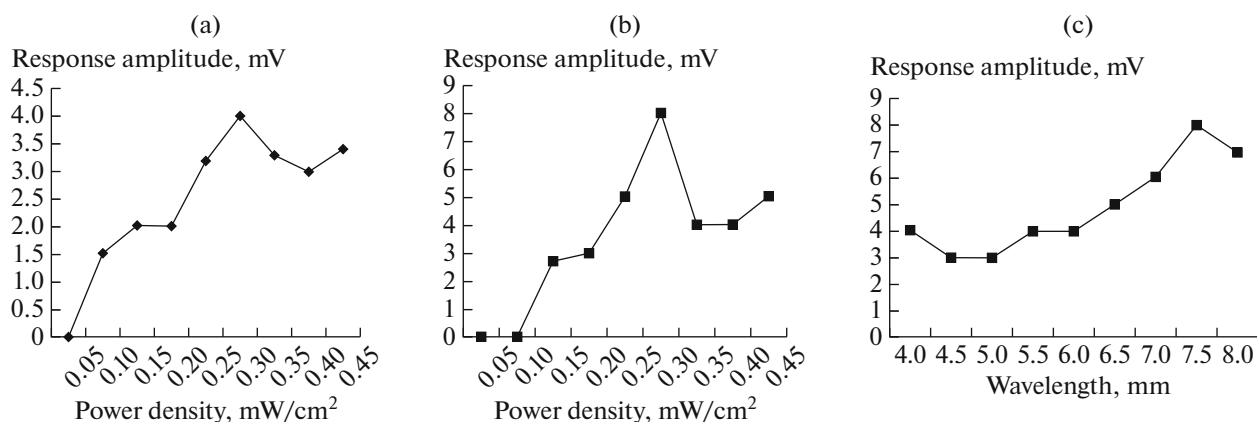 (a)
Response amplitude, mV
4.5
4.0
3.5
3.0
2.5
2.0
1.5
1.0
0.5
0
0.05 0.10 0.15 0.20 0.25 0.30 0.35 0.40 0.45
Power density, mW/cm²
(b)
Response amplitude, mV
9
8
7
6
5
4
3
2
1
0
0.05 0.10 0.15 0.20 0.25 0.30 0.35 0.40 0.45
Power density, mW/cm²
(c)
Response amplitude, mV
9
8
7
6
5
4
3
2
1
0
4.0 4.5 5.0 5.5 6.0 6.5 7.0 7.5 8.0
Wavelength, mm